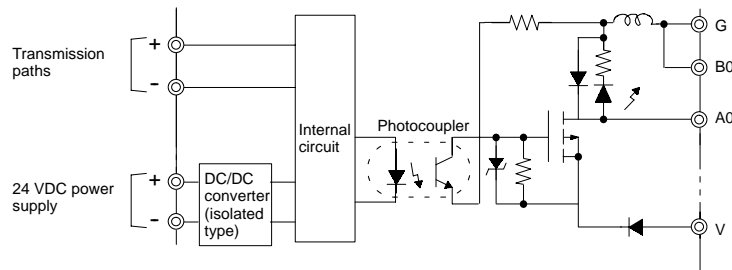 Transmission
paths
+
-
24 VDC power
supply
+
-
DC/DC
converter
(isolated
type)
Internal
circuit
Photocoupler
G
B0
A0
V